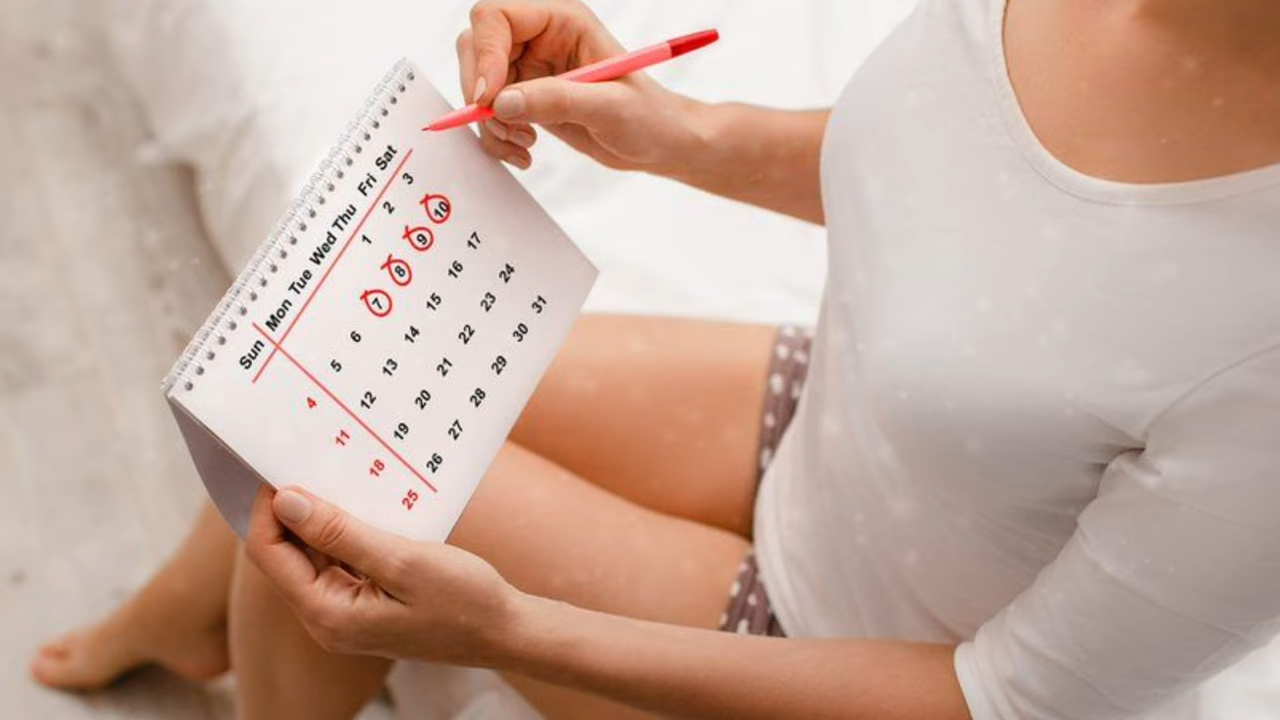 Sun Mon Tue Wed Thu Fri Sat
1 2 3
4 5 6 7 8 9 10
11 12 13 14 15 16 17
18 19 20 21 22 23 24
25 26 27 28 29 30 31